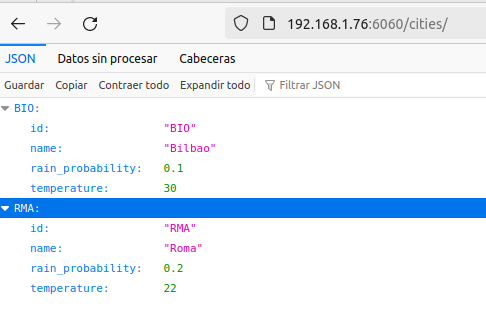 192.168.1.76:6060/cities/
JSON Datos sin procesar Cabeceras
Guardar Copiar Contraer todo Expandir todo Filtrar JSON
BIO:
id: "BIO"
name: "Bilbao"
rain_probability: 0.1
temperature: 30
RMA:
id: "RMA"
name: "Roma"
rain_probability: 0.2
temperature: 22